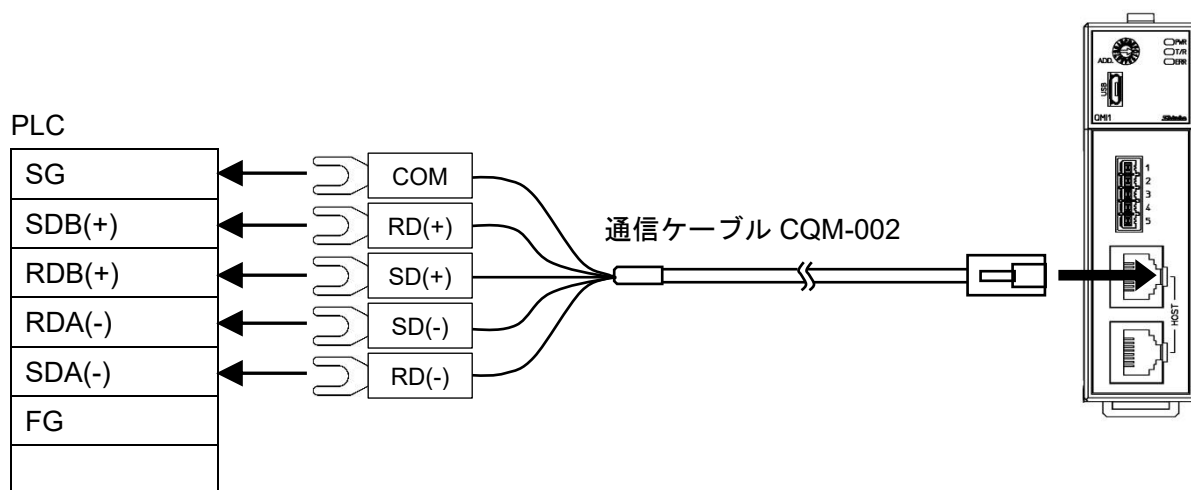 PLC
SG
SDB(+)
RDB(+)
RDA(-)
SDA(-)
FG
COM
RD(+)
SD(+)
SD(-)
RD(-)
通信ケーブル CQM-002
ADD.
PWR
T/R
ERR
USB
QMI1
Shinko
1
2
3
4
5
HOST